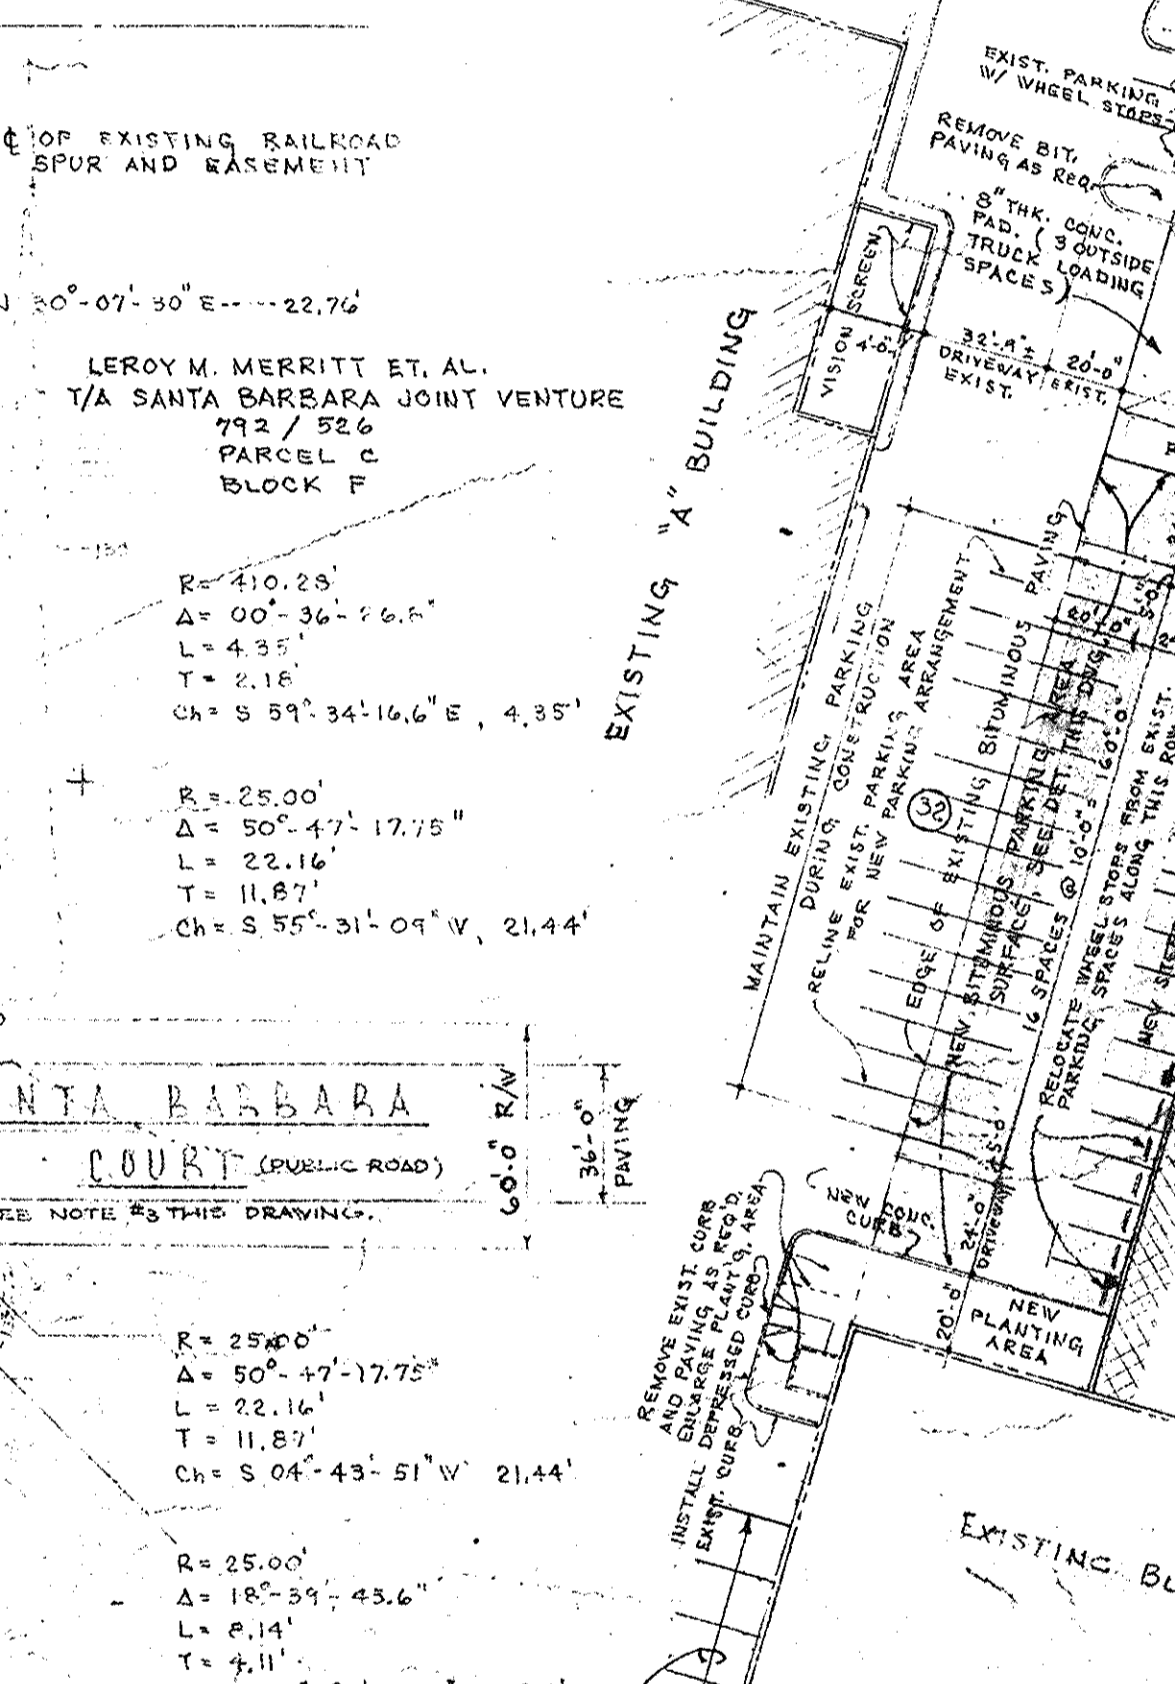 ℄ OF EXISTING RAILROAD
SPUR AND EASEMENT
N 30°-07'-30" E-----22.76'
LEROY M. MERRITT ET. AL.
T/A SANTA BARBARA JOINT VENTURE
792 / 526
PARCEL C
BLOCK F
R= 410.28'
Δ= 00°-36'-
L= 4.35'
T= 2.18'
Ch= S 59°-34'-16.6" E , 4.35'
R= 25.00'
Δ= 50°-47'-17.75"
L= 22.16'
T= 11.87'
Ch= S 55°-31'-09" W, 21.44'
NTA BARBARA
COURT (PUBLIC ROAD)
EE NOTE #3 THIS DRAWING.
60'-0" R/W
36'-0"
PAVING
R= 25.00'
Δ= 50°-47'-17.75"
L= 22.16'
T= 11.87'
Ch= S 04°-43'-51" W 21.44'
R= 25.00'
Δ= 18°-39'-45.6"
L= 8.14'
T= 4.11'
EXISTING "A" BUILDING
EXIST. PARKING
W/ WHEEL STOPS
REMOVE BIT.
PAVING AS REQ.
8" THK. CONC.
PAD. ( 3 OUTSIDE
TRUCK LOADING
SPACES)
VISION SCREEN
4'-0"
32'-9"±
DRIVEWAY
EXIST.
20'-0"
EXIST.
MAINTAIN EXISTING PARKING
DURING CONSTRUCTION
RELINE EXIST. PARKING AREA
FOR NEW PARKING ARRANGEMENT
32
EDGE OF EXISTING BITUMINOUS PAVING
NEW BITUMINOUS PARKING AREA
SURFACE, SEE DET. THIS DWG.
16 SPACES @ 10'-0"= 160'-0"
RELOCATE WHEEL STOPS FROM EXIST.
PARKING SPACES ALONG THIS ROW
NEW
24'-0"
DRIVEWAY
15'-0"
NEW CONC.
CURB
20'-0"
NEW
PLANTING
AREA
REMOVE EXIST. CURB
AND PAVING AS REQ'D.
ENLARGE PLANT'G. AREA
INSTALL DEPRESSED CURB
EXIST. CURB
EXISTING BU